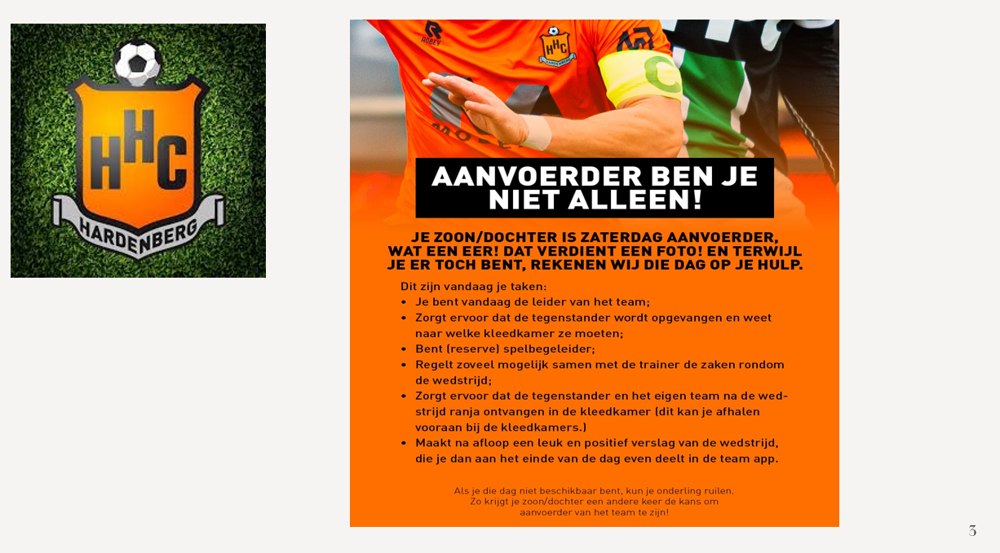 HHC
HARDENBERG
ROBEY
HHC
HARDENBERG
C
AANVOERDER BEN JE
NIET ALLEEN!
JE ZOON/DOCHTER IS ZATERDAG AANVOERDER,
WAT EEN EER! DAT VERDIENT EEN FOTO! EN TERWIJL
JE ER TOCH BENT, REKENEN WIJ DIE DAG OP JE HULP.
Dit zijn vandaag je taken:
• Je bent vandaag de leider van het team;
• Zorgt ervoor dat de tegenstander wordt opgevangen en weet
naar welke kleedkamer ze moeten;
• Bent (reserve) spelbegeleider;
• Regelt zoveel mogelijk samen met de trainer de zaken rondom
de wedstrijd;
• Zorgt ervoor dat de tegenstander en het eigen team na de wed-
strijd ranja ontvangen in de kleedkamer (dit kan je afhalen
vooraan bij de kleedkamers.)
• Maakt na afloop een leuk en positief verslag van de wedstrijd,
die je dan aan het einde van de dag even deelt in de team app.
Als je die dag niet beschikbaar bent, kun je onderling ruilen.
Zo krijgt je zoon/dochter een andere keer de kans om
aanvoerder van het team te zijn!
3